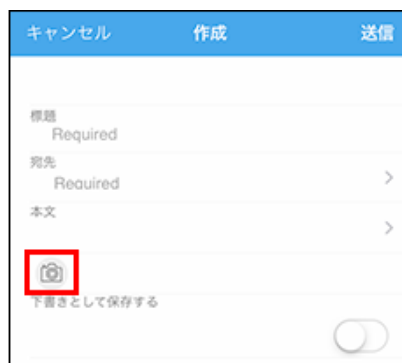 キャンセル 作成 送信
標題
Required
宛先
Required
本文
下書きとして保存する